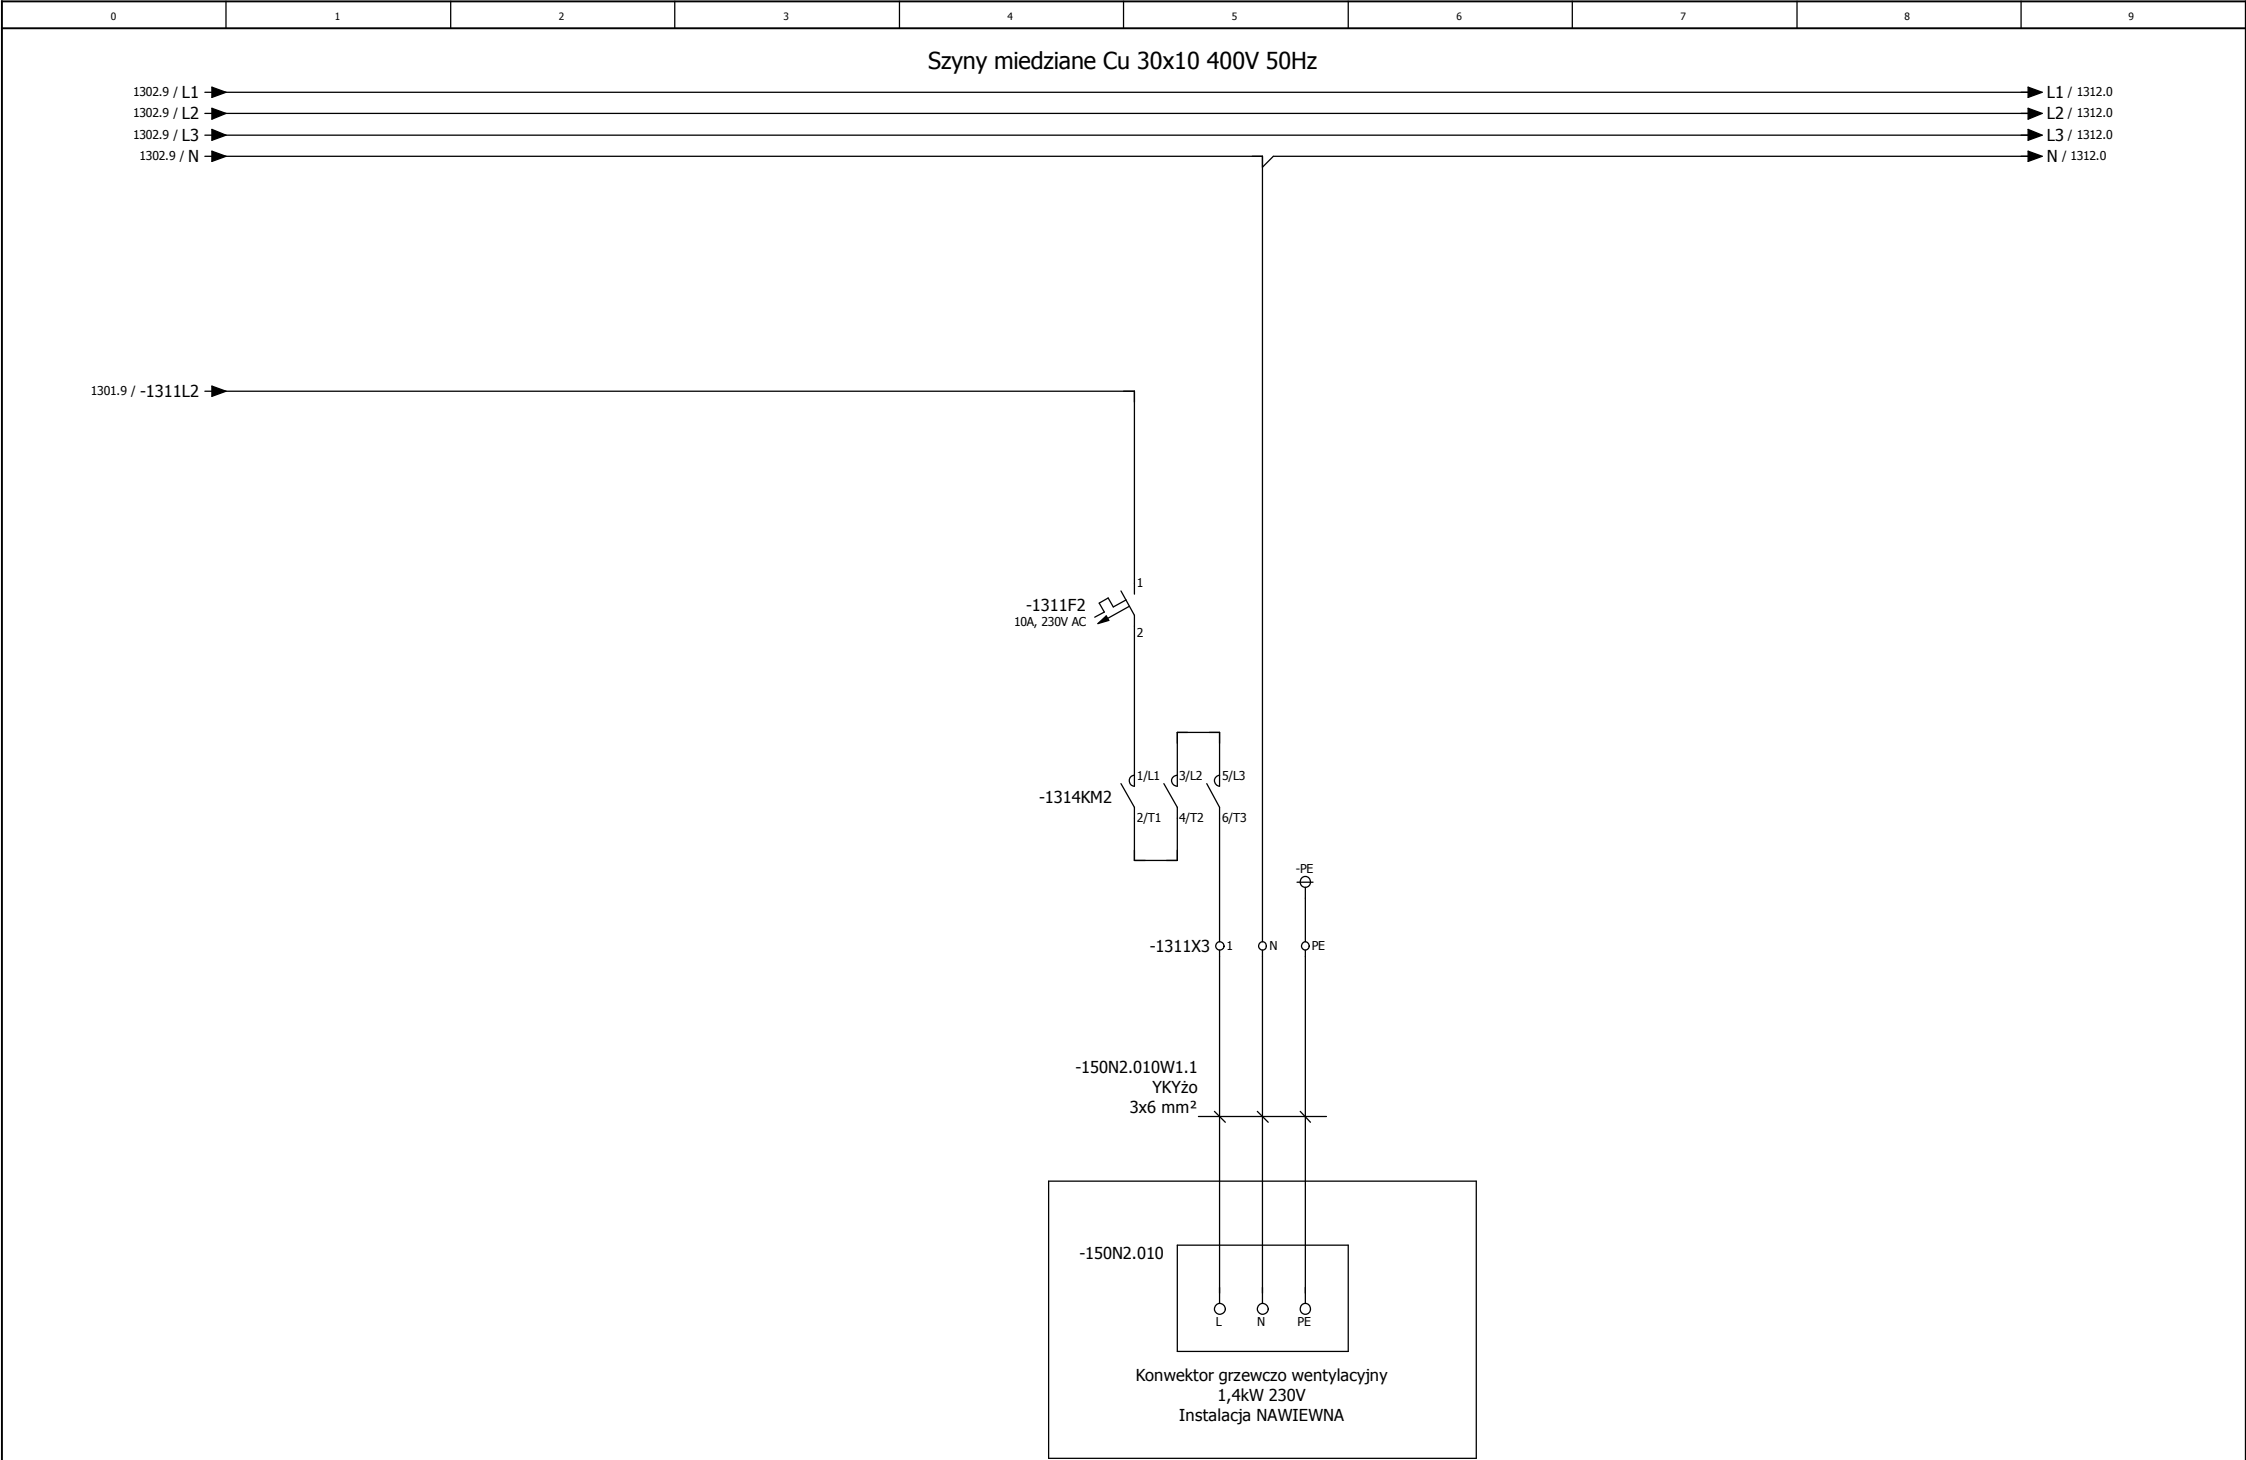 0 1 2 3 4 5 6 7 8 9
Szyny miedziane Cu 30x10 400V 50Hz
1302.9 / L1 L1 / 1312.0
1302.9 / L2 L2 / 1312.0
1302.9 / L3 L3 / 1312.0
1302.9 / N N / 1312.0
1301.9 / -1311L2
1
-1311F2
10A, 230V AC
2
1/L1 3/L2 5/L3
-1314KM2
2/T1 4/T2 6/T3
-PE
-1311X3 1 N PE
-150N2.010W1.1
YKYżo
3x6 mm²
-150N2.010
L N PE
Konwektor grzewczo wentylacyjny
1,4kW 230V
Instalacja NAWIEWNA